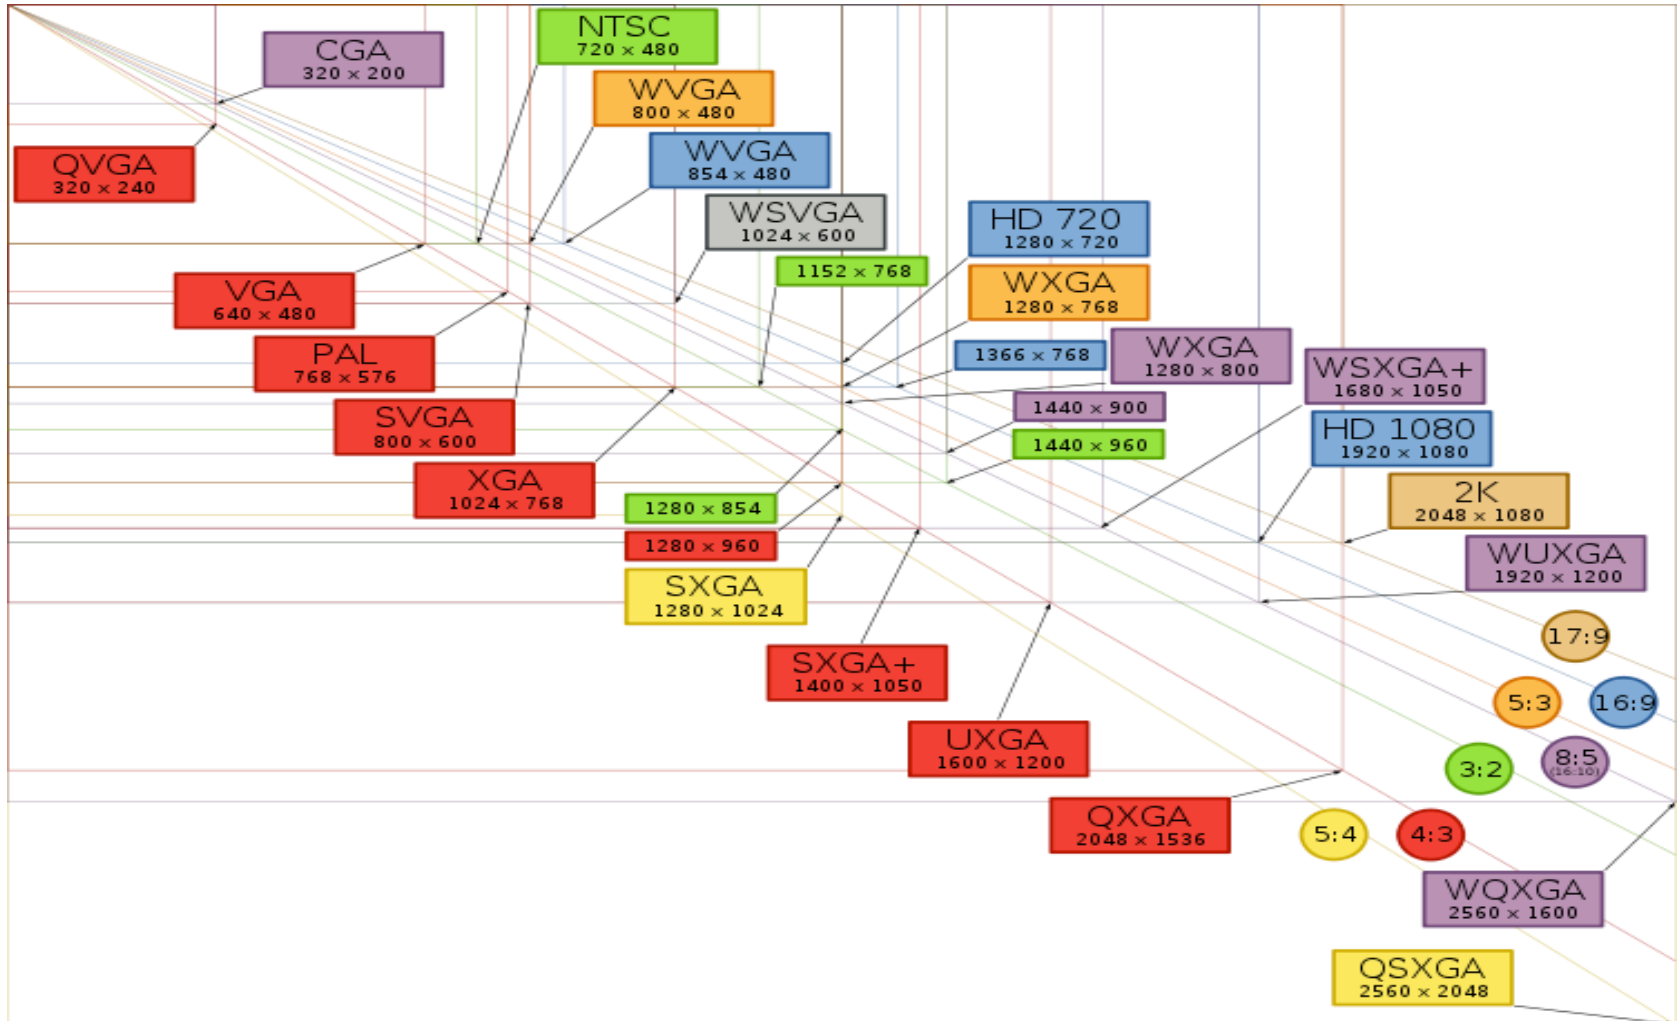 CGA
320 × 200
NTSC
720 × 480
WVGA
800 × 480
QVGA
320 × 240
WVGA
854 × 480
WSVGA
1024 × 600
HD 720
1280 × 720
1152 × 768
VGA
640 × 480
WXGA
1280 × 768
PAL
768 × 576
1366 × 768
WXGA
1280 × 800
WSXGA+
1680 × 1050
SVGA
800 × 600
1440 × 900
HD 1080
1920 × 1080
1440 × 960
XGA
1024 × 768
2K
2048 × 1080
1280 × 854
1280 × 960
WUXGA
1920 × 1200
SXGA
1280 × 1024
17:9
SXGA+
1400 × 1050
5:3
16:9
UXGA
1600 × 1200
3:2
8:5
(16:10)
QXGA
2048 × 1536
5:4
4:3
WQXGA
2560 × 1600
QSXGA
2560 × 2048